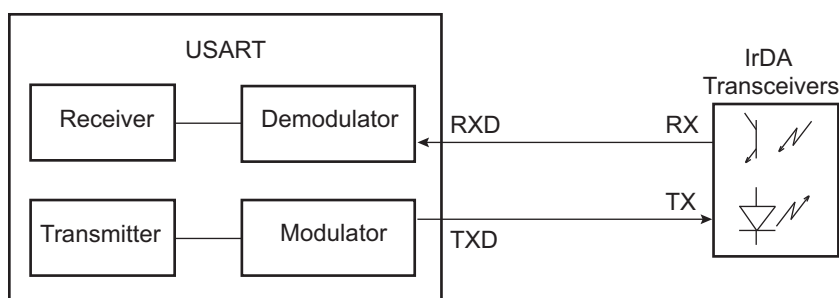 USART
IrDA
Transceivers
Receiver
Demodulator
RXD
RX
Transmitter
Modulator
TXD
TX